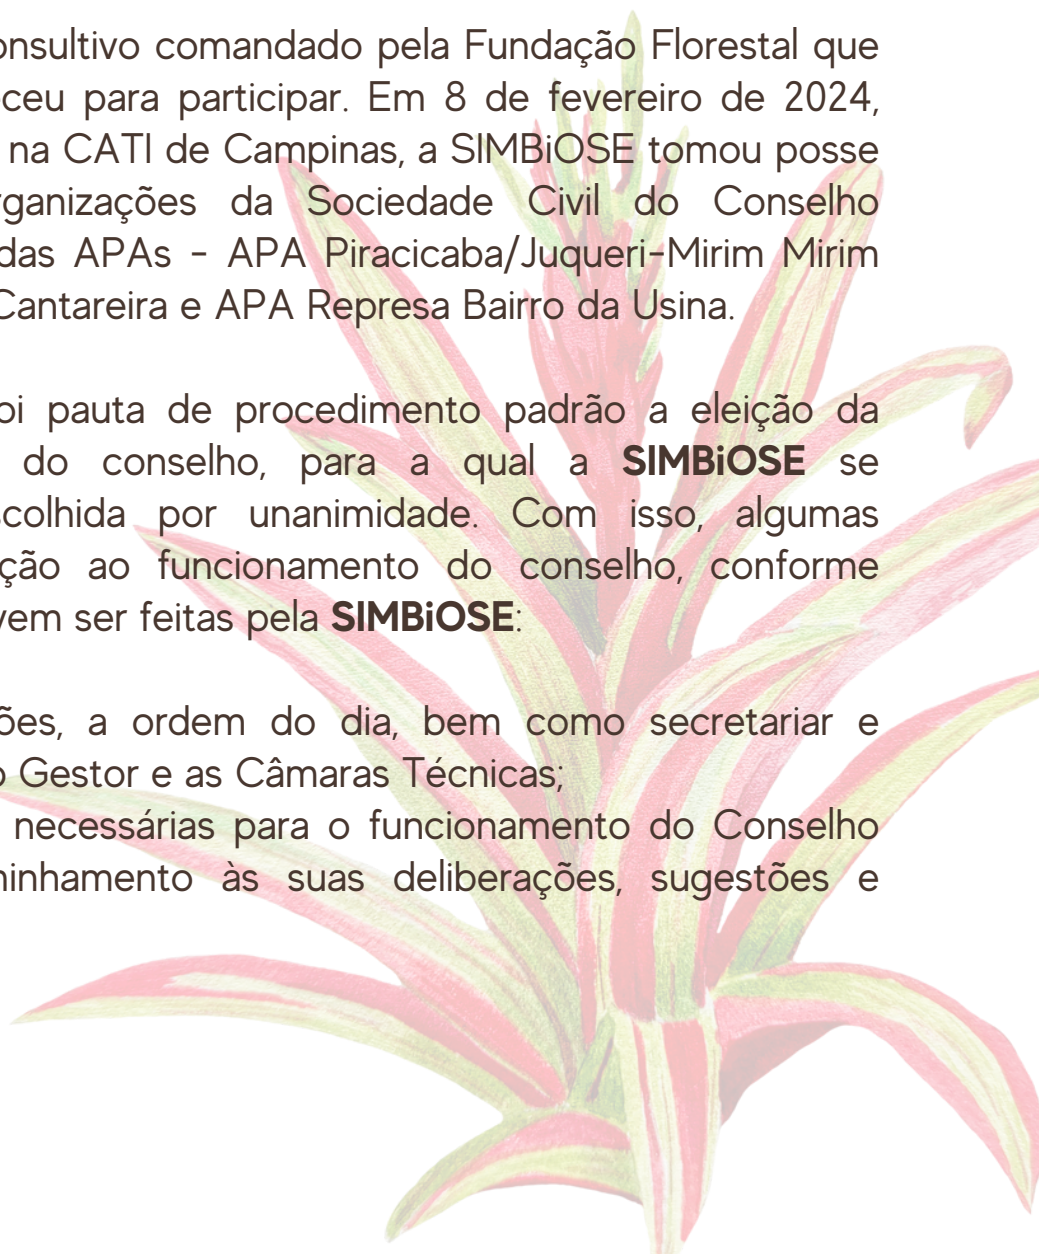 onsultivo comandado pela Fundação Florestal que
ceu para participar. Em 8 de fevereiro de 2024,
na CATI de Campinas, a SIMBiOSE tomou posse
rganizações da Sociedade Civil do Conselho
das APAs - APA Piracicaba/Juqueri-Mirim Mirim
Cantareira e APA Represa Bairro da Usina.
oi pauta de procedimento padrão a eleição da
do conselho, para a qual a SIMBiOSE se
scolhida por unanimidade. Com isso, algumas
ção ao funcionamento do conselho, conforme
vem ser feitas pela SIMBiOSE:
ões, a ordem do dia, bem como secretariar e
o Gestor e as Câmaras Técnicas;
necessárias para o funcionamento do Conselho
minhamento às suas deliberações, sugestões e